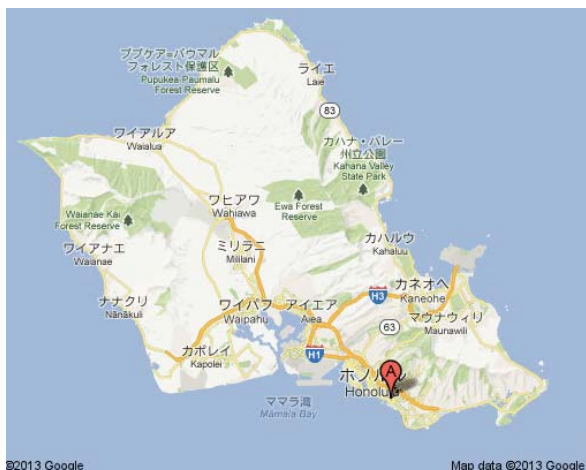 ププケア=パウマル
フォレスト保護区
Pupukea-Paumalu
Forest Reserve
ライエ
Laie
83
ワイアルア
Waialua
カハナ・バレー
州立公園
Kahana Valley
State Park
ワヒアワ
Wahiawa
Ewa Forest
Reserve
Waianae Kai
Forest Reserve
ワイアナエ
Waianae
ミリラニ
Mililani
カハルウ
Kahaluu
ナナクリ
Nānākuli
ワイパフ
Waipahu
アイエア
Aiea
H3
カネオヘ
Kaneohe
マウナウィリ
Maunawili
63
カポレイ
Kapolei
H1
A
ママラ湾
Māmala Bay
©2013 Google
Map data ©2013 Google